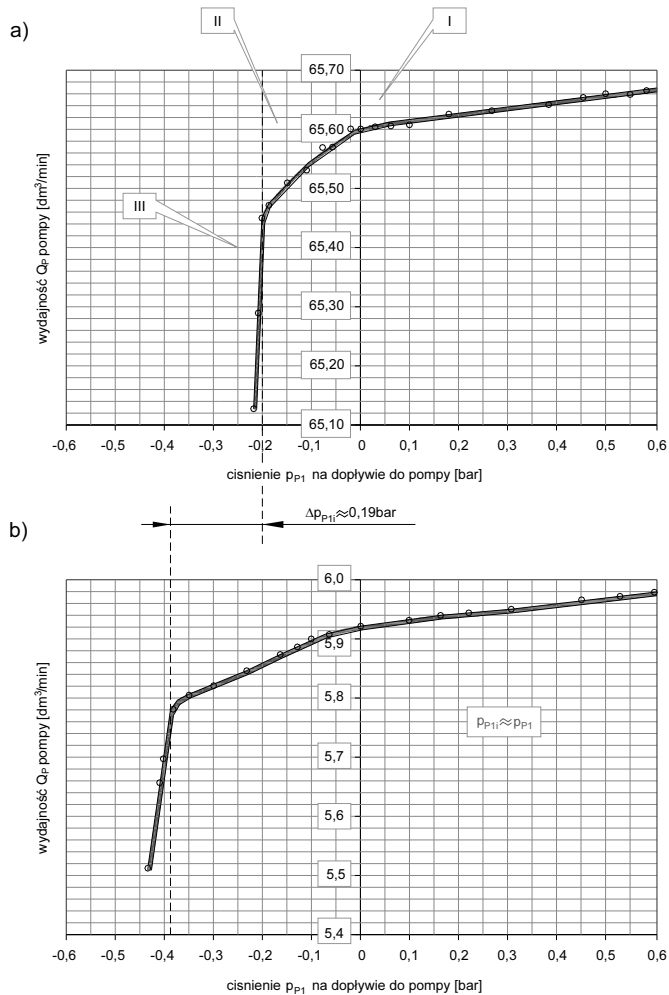 a)
II
I
III
65,70
65,60
65,50
65,40
65,30
65,20
65,10
wydajność QP pompy [dm³/min]
-0,6 -0,5 -0,4 -0,3 -0,2 -0,1 0 0,1 0,2 0,3 0,4 0,5 0,6
cisnienie pP1 na dopływie do pompy [bar]
ΔpP1i≈0,19bar
b)
6,0
5,9
5,8
5,7
5,6
5,5
5,4
pP1i≈pP1
wydajność QP pompy [dm³/min]
-0,6 -0,5 -0,4 -0,3 -0,2 -0,1 0 0,1 0,2 0,3 0,4 0,5 0,6
cisnienie pP1 na dopływie do pompy [bar]